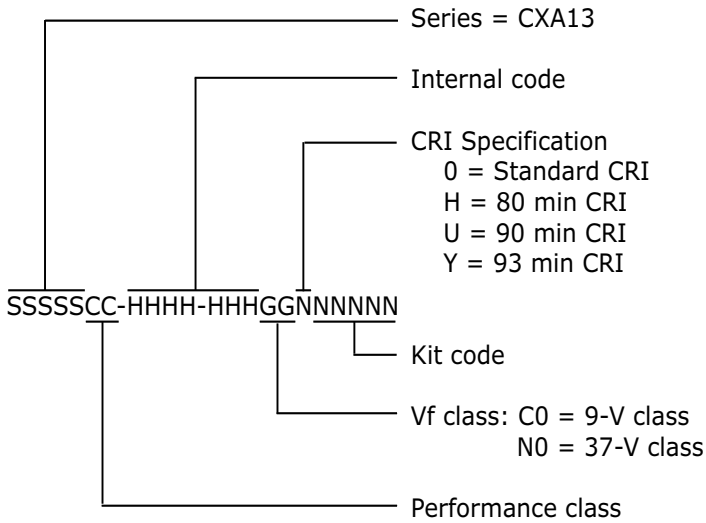 Series = CXA13
Internal code
CRI Specification
0 = Standard CRI
H = 80 min CRI
U = 90 min CRI
Y = 93 min CRI
SSSSSCC-HHHH-HHHGGNNNNNN
Kit code
Vf class: C0 = 9-V class
N0 = 37-V class
Performance class